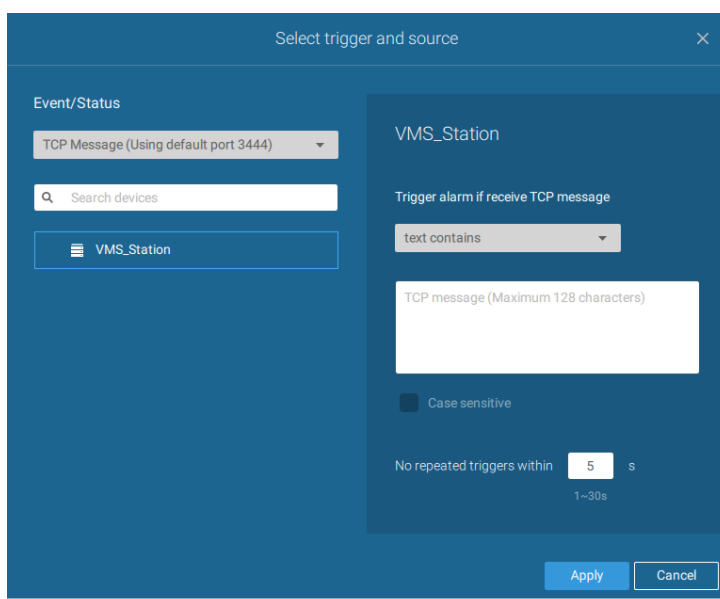 Select trigger and source
Event/Status
TCP Message (Using default port 3444)
Search devices
VMS_Station
VMS_Station
Trigger alarm if receive TCP message
text contains
TCP message (Maximum 128 characters)
Case sensitive
No repeated triggers within 5 s
1~30s
Apply Cancel